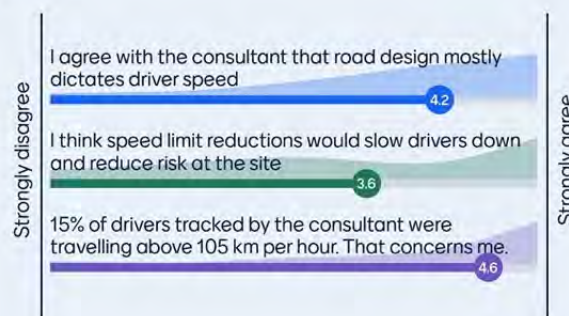 Strongly disagree
I agree with the consultant that road design mostly
dictates driver speed
4.2
I think speed limit reductions would slow drivers down
and reduce risk at the site
3.6
15% of drivers tracked by the consultant were
travelling above 105 km per hour. That concerns me.
4.6
Strongly agree